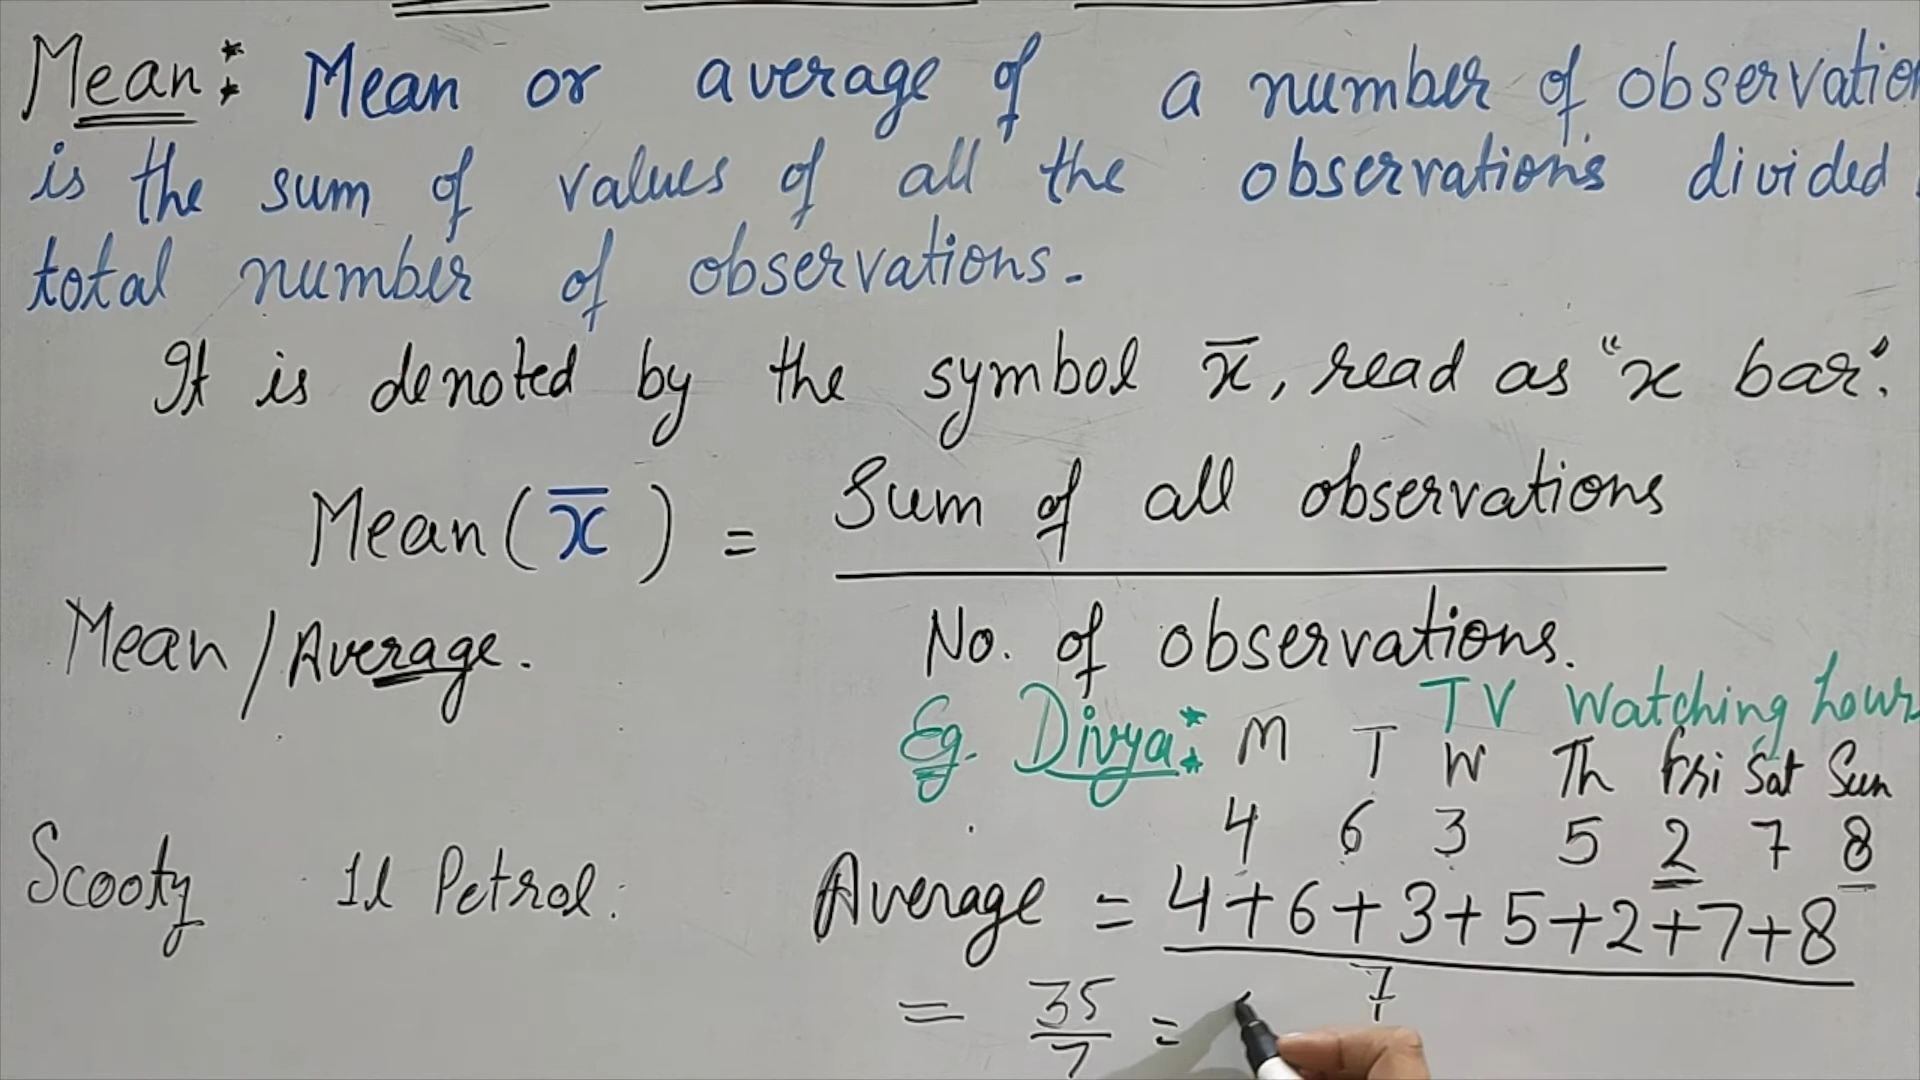 Mean: Mean or average of a number of observation
is the sum of values of all the observations divided
total number of observations.
It is denoted by the symbol x̄, read as "x bar".
Mean (x̄) = Sum of all observations
No. of observations.
Mean / Average.
TV Watching hours
Eg. Divya: M T W Th Fri Sat Sun
4 6 3 5 2 7 8
Scooty 1l Petrol:
Average = 4+6+3+5+2+7+8
7
= 35/7 =